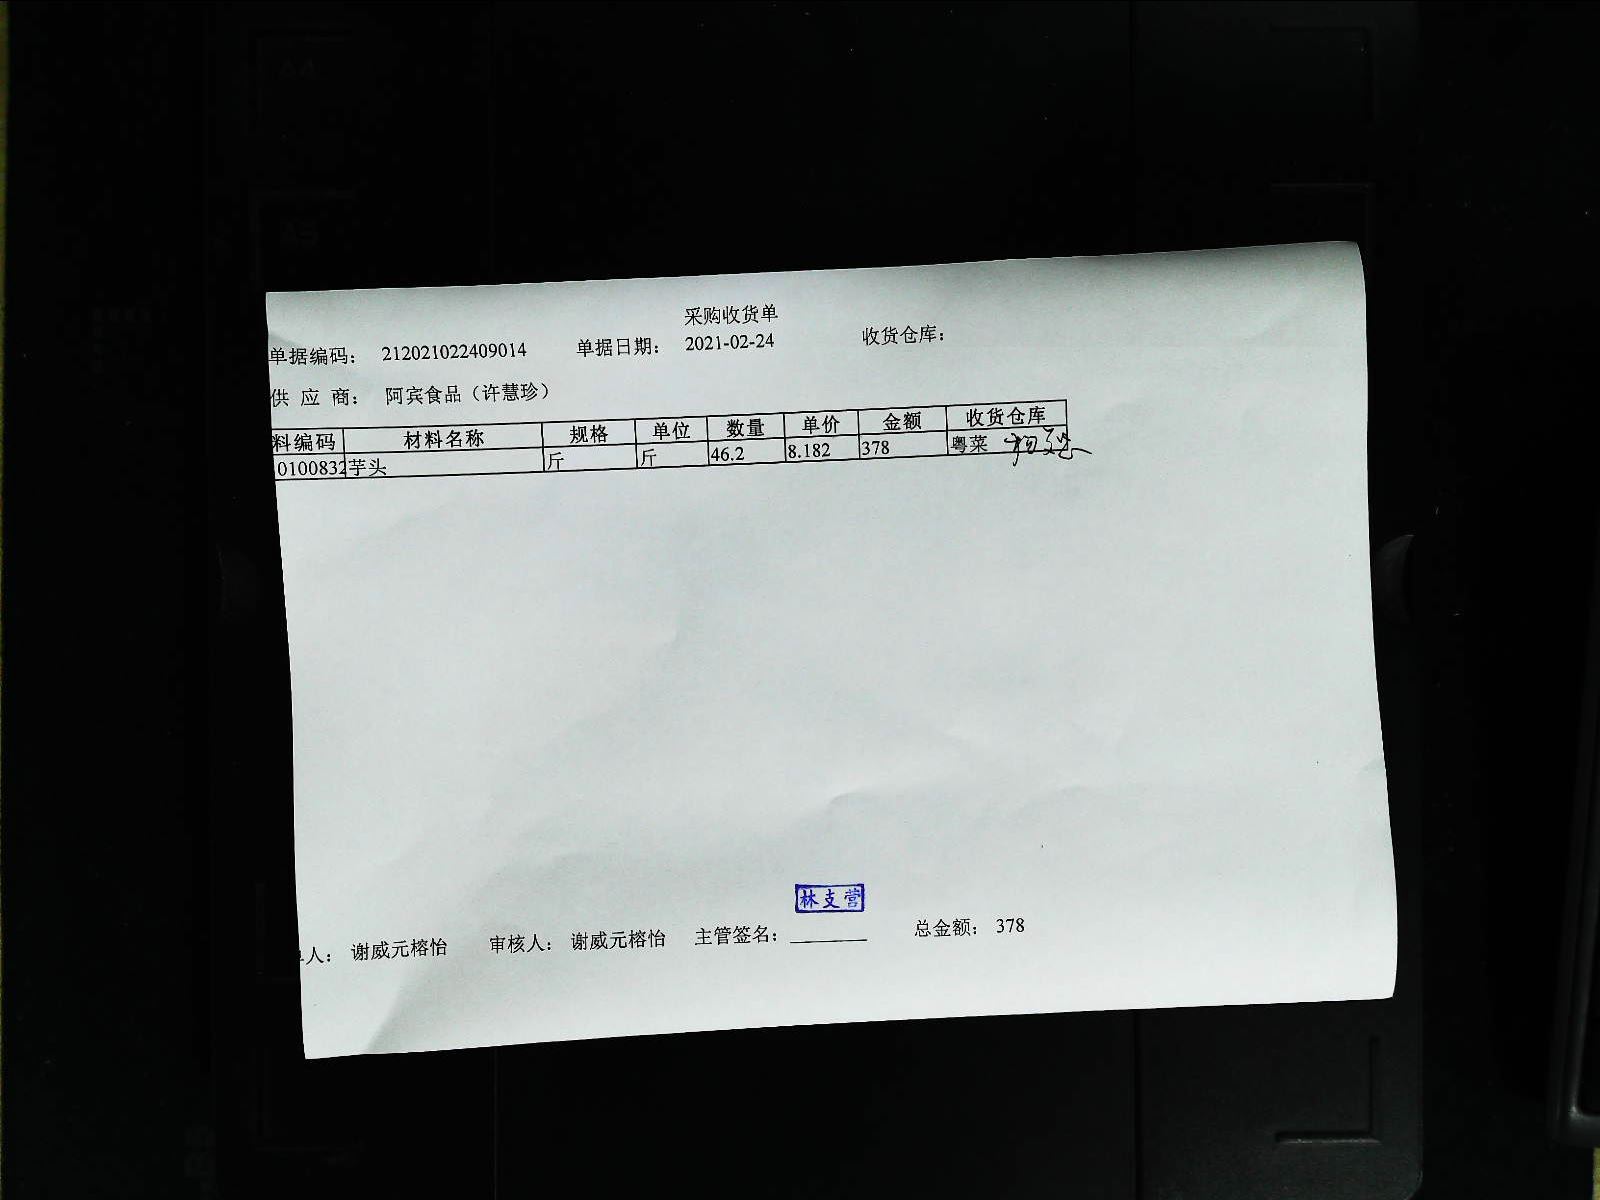 采购收货单
单据编码： 212021022409014 单据日期： 2021-02-24 收货仓库：
供 应 商： 阿宾食品（许慧珍）
料编码 材料名称 规格 单位 数量 单价 金额 收货仓库
0100832 芋头 斤 斤 46.2 8.182 378 粤菜
林支营
人： 谢威元榕怡 审核人： 谢威元榕怡 主管签名： 总金额： 378